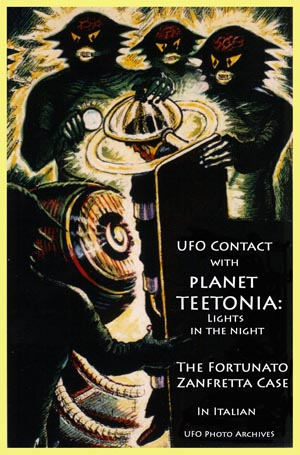 UFO Contact
with
planet
Teetonia:
Lights
in the night
The Fortunato
Zanfretta Case
In Italian
UFO Photo Archives